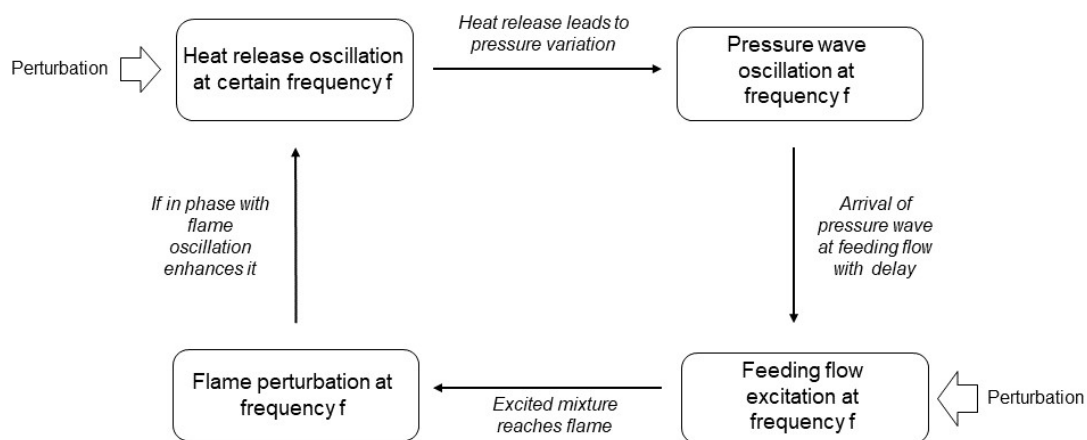 Perturbation
Heat release oscillation
at certain frequency f
Heat release leads to
pressure variation
Pressure wave
oscillation at
frequency f
If in phase with
flame
oscillation
enhances it
Arrival of
pressure wave
at feeding flow
with delay
Flame perturbation at
frequency f
Excited mixture
reaches flame
Feeding flow
excitation at
frequency f
Perturbation